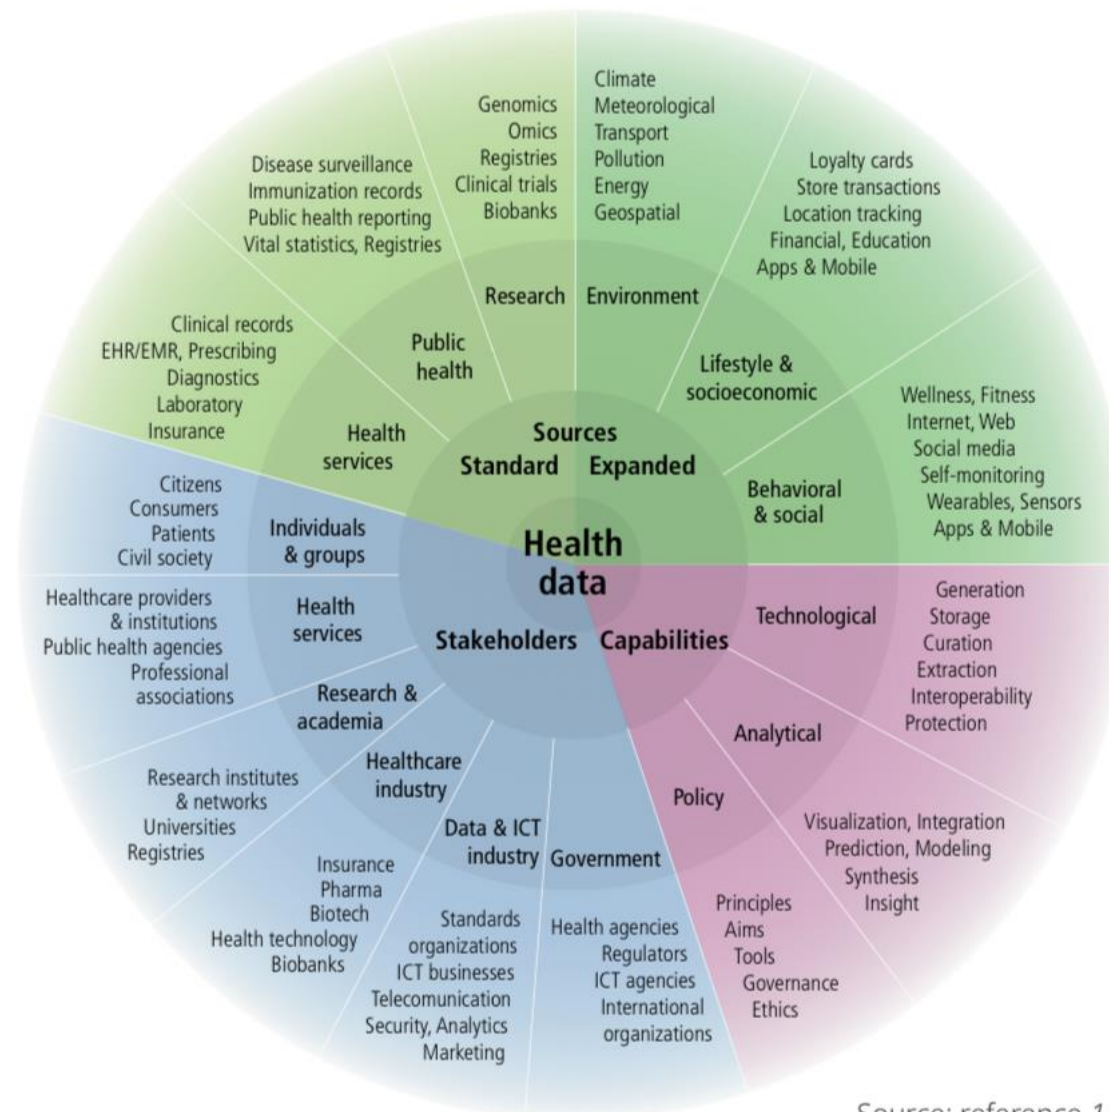 Health
data
Sources
Standard
Expanded
Stakeholders
Capabilities
Research
Genomics
Omics
Registries
Clinical trials
Biobanks
Environment
Climate
Meteorological
Transport
Pollution
Energy
Geospatial
Lifestyle &
socioeconomic
Loyalty cards
Store transactions
Location tracking
Financial, Education
Apps & Mobile
Behavioral
& social
Wellness, Fitness
Internet, Web
Social media
Self-monitoring
Wearables, Sensors
Apps & Mobile
Technological
Generation
Storage
Curation
Extraction
Interoperability
Protection
Analytical
Visualization, Integration
Prediction, Modeling
Synthesis
Insight
Policy
Principles
Aims
Tools
Governance
Ethics
Government
Health agencies
Regulators
ICT agencies
International
organizations
Data & ICT
industry
Standards
organizations
ICT businesses
Telecomunication
Security, Analytics
Marketing
Healthcare
industry
Insurance
Pharma
Biotech
Health technology
Biobanks
Research &
academia
Research institutes
& networks
Universities
Registries
Health
services
Healthcare providers
& institutions
Public health agencies
Professional
associations
Individuals
& groups
Citizens
Consumers
Patients
Civil society
Health
services
Clinical records
EHR/EMR, Prescribing
Diagnostics
Laboratory
Insurance
Public
health
Disease surveillance
Immunization records
Public health reporting
Vital statistics, Registries
Source: reference 1